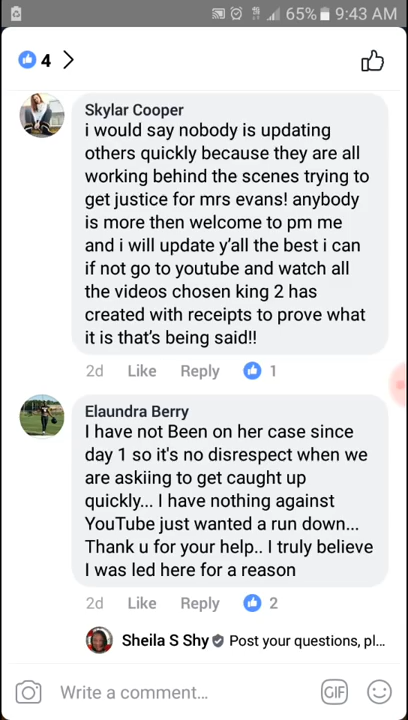 65% 9:43 AM
4
Skylar Cooper
i would say nobody is updating
others quickly because they are all
working behind the scenes trying to
get justice for mrs evans! anybody
is more then welcome to pm me
and i will update y'all the best i can
if not go to youtube and watch all
the videos chosen king 2 has
created with receipts to prove what
it is that's being said!!
2d Like Reply 1
Elaundra Berry
I have not Been on her case since
day 1 so it's no disrespect when we
are askiing to get caught up
quickly... I have nothing against
YouTube just wanted a run down...
Thank u for your help.. I truly believe
I was led here for a reason
2d Like Reply 2
Sheila S Shy Post your questions, pl...
Write a comment...
GIF